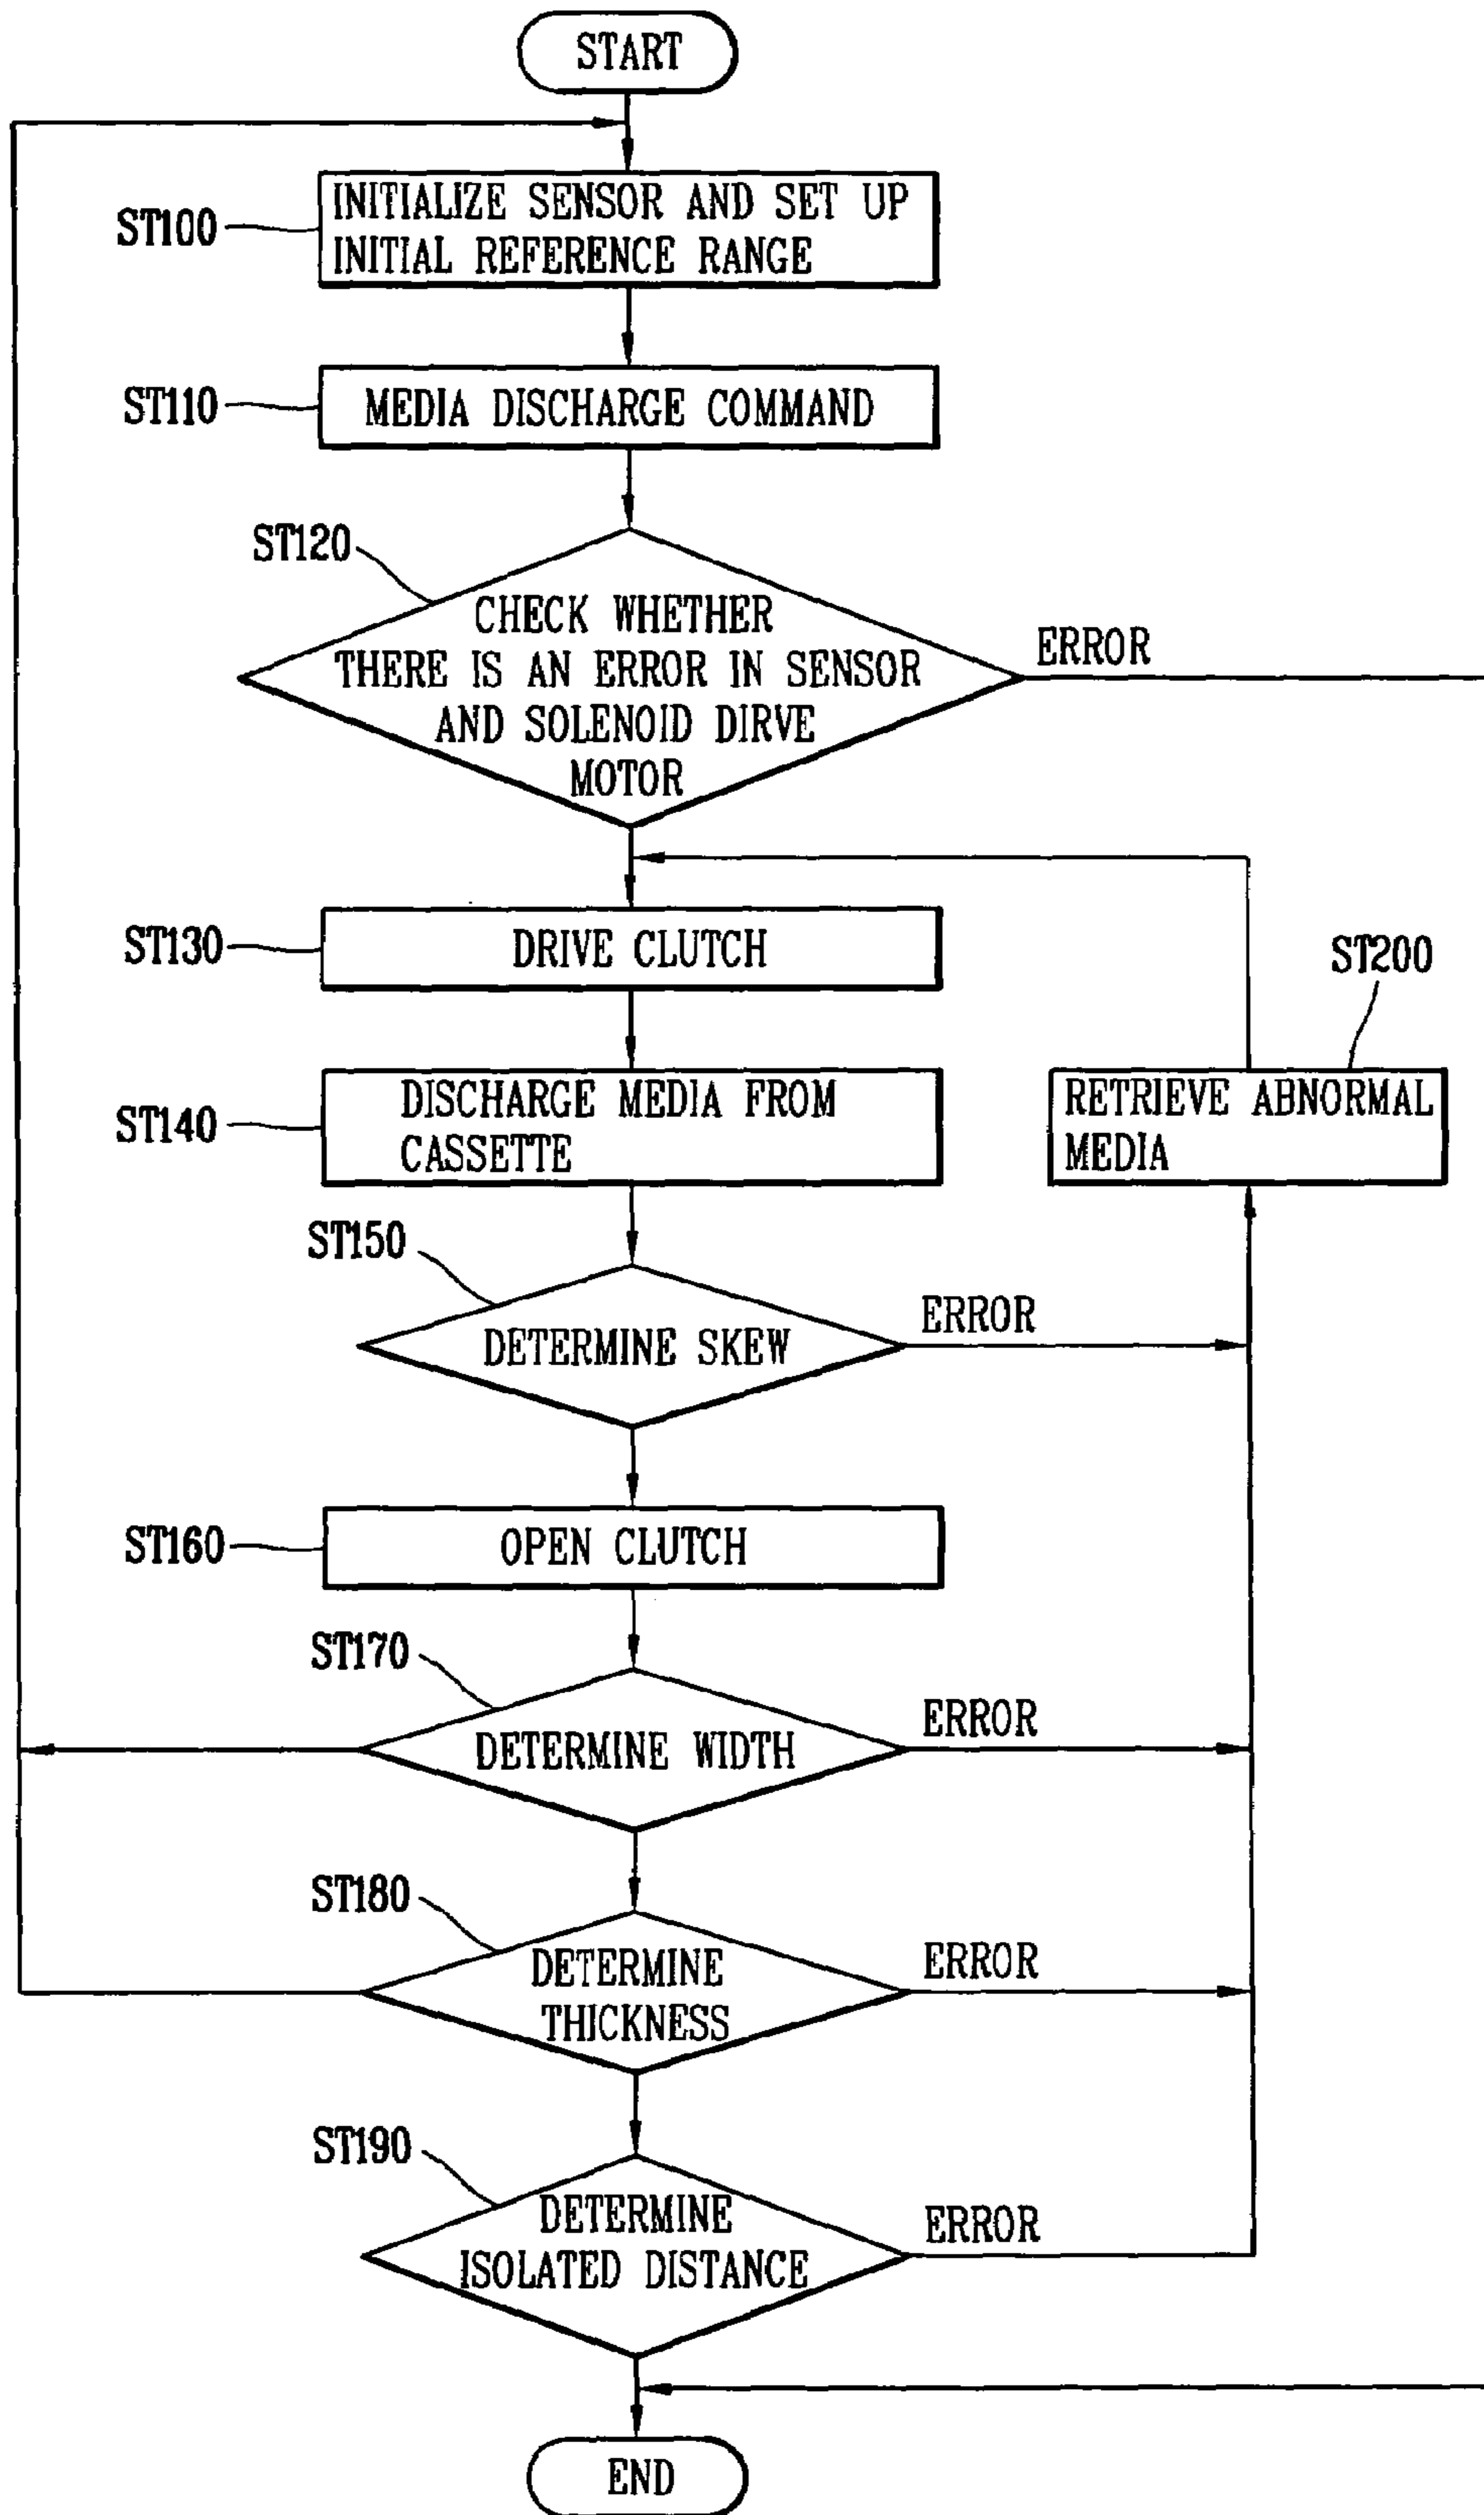 START
ST100
INITIALIZE SENSOR AND SET UP
INITIAL REFERENCE RANGE
ST110
MEDIA DISCHARGE COMMAND
ST120
CHECK WHETHER
THERE IS AN ERROR IN SENSOR
AND SOLENOID DIRVE
MOTOR
ERROR
ST130
DRIVE CLUTCH
ST200
ST140
DISCHARGE MEDIA FROM
CASSETTE
RETRIEVE ABNORMAL
MEDIA
ST150
DETERMINE SKEW
ERROR
ST160
OPEN CLUTCH
ST170
DETERMINE WIDTH
ERROR
ST180
DETERMINE
THICKNESS
ERROR
ST190
DETERMINE
ISOLATED DISTANCE
ERROR
END